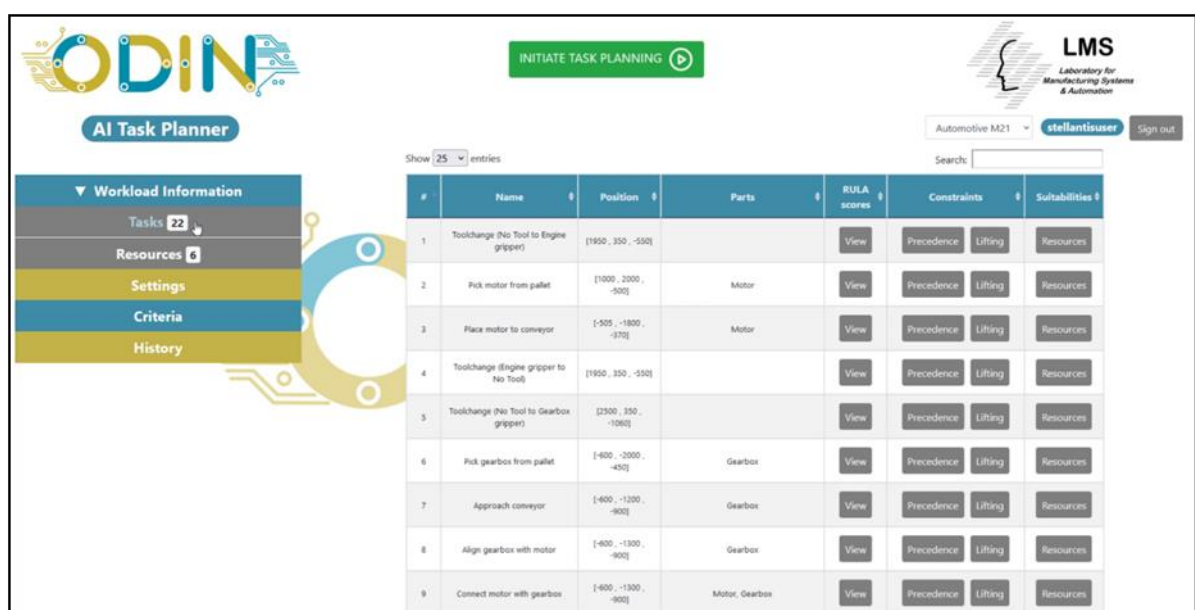 ODIN
INITIATE TASK PLANNING
LMS
Laboratory for
Manufacturing Systems
& Automation
AI Task Planner
Automotive M21 stellantisuser Sign out
Show 25 entries Search:
▼ Workload Information
Tasks 22
Resources 6
Settings
Criteria
History
# Name Position Parts RULA scores Constraints Suitabilities
1 Toolchange (No Tool to Engine gripper) [1950 , 350 , -550] View Precedence Lifting Resources
2 Pick motor from pallet [1000 , 2000 , -500] Motor View Precedence Lifting Resources
3 Place motor to conveyor [-505 , -1800 , -370] Motor View Precedence Lifting Resources
4 Toolchange (Engine gripper to No Tool) [1950 , 350 , -550] View Precedence Lifting Resources
5 Toolchange (No Tool to Gearbox gripper) [2500 , 350 , -1060] View Precedence Lifting Resources
6 Pick gearbox from pallet [-600 , -2000 , -450] Gearbox View Precedence Lifting Resources
7 Approach conveyor [-600 , -1200 , -900] Gearbox View Precedence Lifting Resources
8 Align gearbox with motor [-600 , -1300 , -900] Gearbox View Precedence Lifting Resources
9 Connect motor with gearbox [-600 , -1300 , -900] Motor, Gearbox View Precedence Lifting Resources